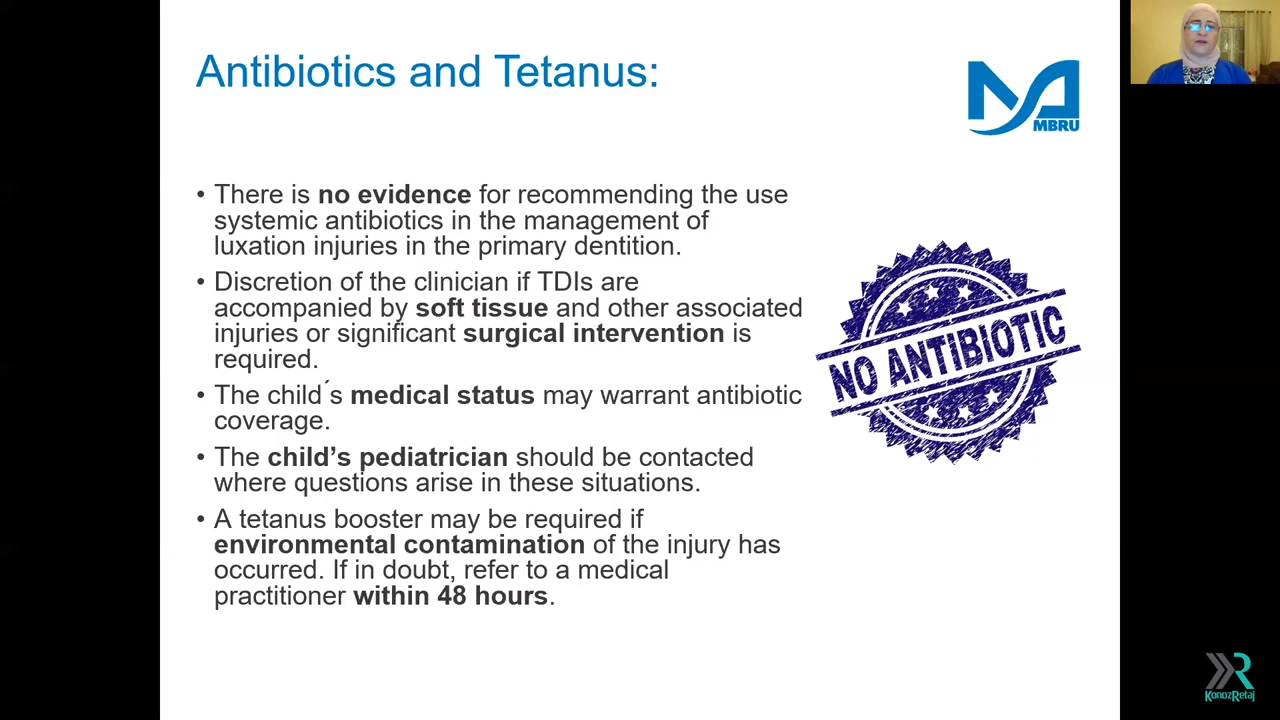 Antibiotics and Tetanus:
MBRU
• There is no evidence for recommending the use
systemic antibiotics in the management of
luxation injuries in the primary dentition.
• Discretion of the clinician if TDIs are
accompanied by soft tissue and other associated
injuries or significant surgical intervention is
required.
• The child´s medical status may warrant antibiotic
coverage.
• The child’s pediatrician should be contacted
where questions arise in these situations.
• A tetanus booster may be required if
environmental contamination of the injury has
occurred. If in doubt, refer to a medical
practitioner within 48 hours.
NO ANTIBIOTIC
KonozRetaj